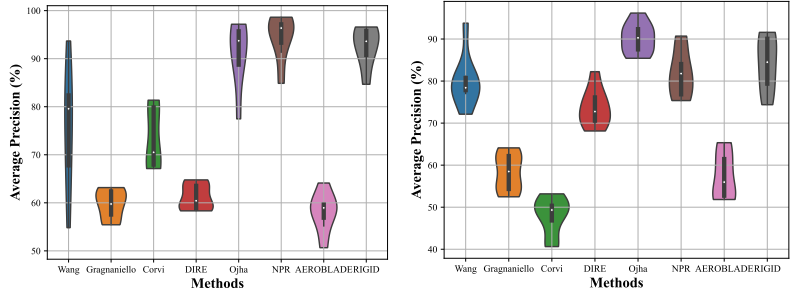 100
90
80
70
60
50
Average Precision (%)
Wang Gragnaniello Corvi DIRE Ojha NPR AEROBLADERIGID
Methods
90
80
70
60
50
40
Average Precision (%)
Wang Gragnaniello Corvi DIRE Ojha NPR AEROBLADERIGID
Methods